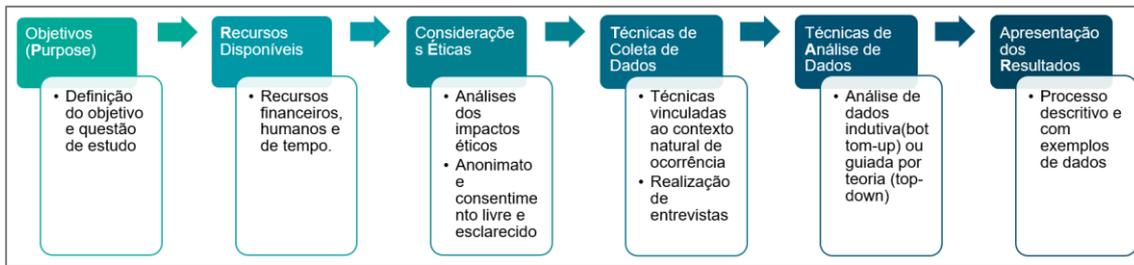 Objetivos
(Purpose)
• Definição
do objetivo
e questão
de estudo
Recursos
Disponíveis
• Recursos
financeiros,
humanos e
de tempo.
Consideraçõe
s Éticas
• Análises
dos
impactos
éticos
• Anonimato
e
consentime
nto livre e
esclarecido
Técnicas de
Coleta de
Dados
• Técnicas
vinculadas
ao contexto
natural de
ocorrência
• Realização
de
entrevistas
Técnicas de
Análise de
Dados
• Análise de
dados
indutiva(bot
tom-up) ou
guiada por
teoria (top-
down)
Apresentação
dos
Resultados
• Processo
descritivo e
com
exemplos
de dados